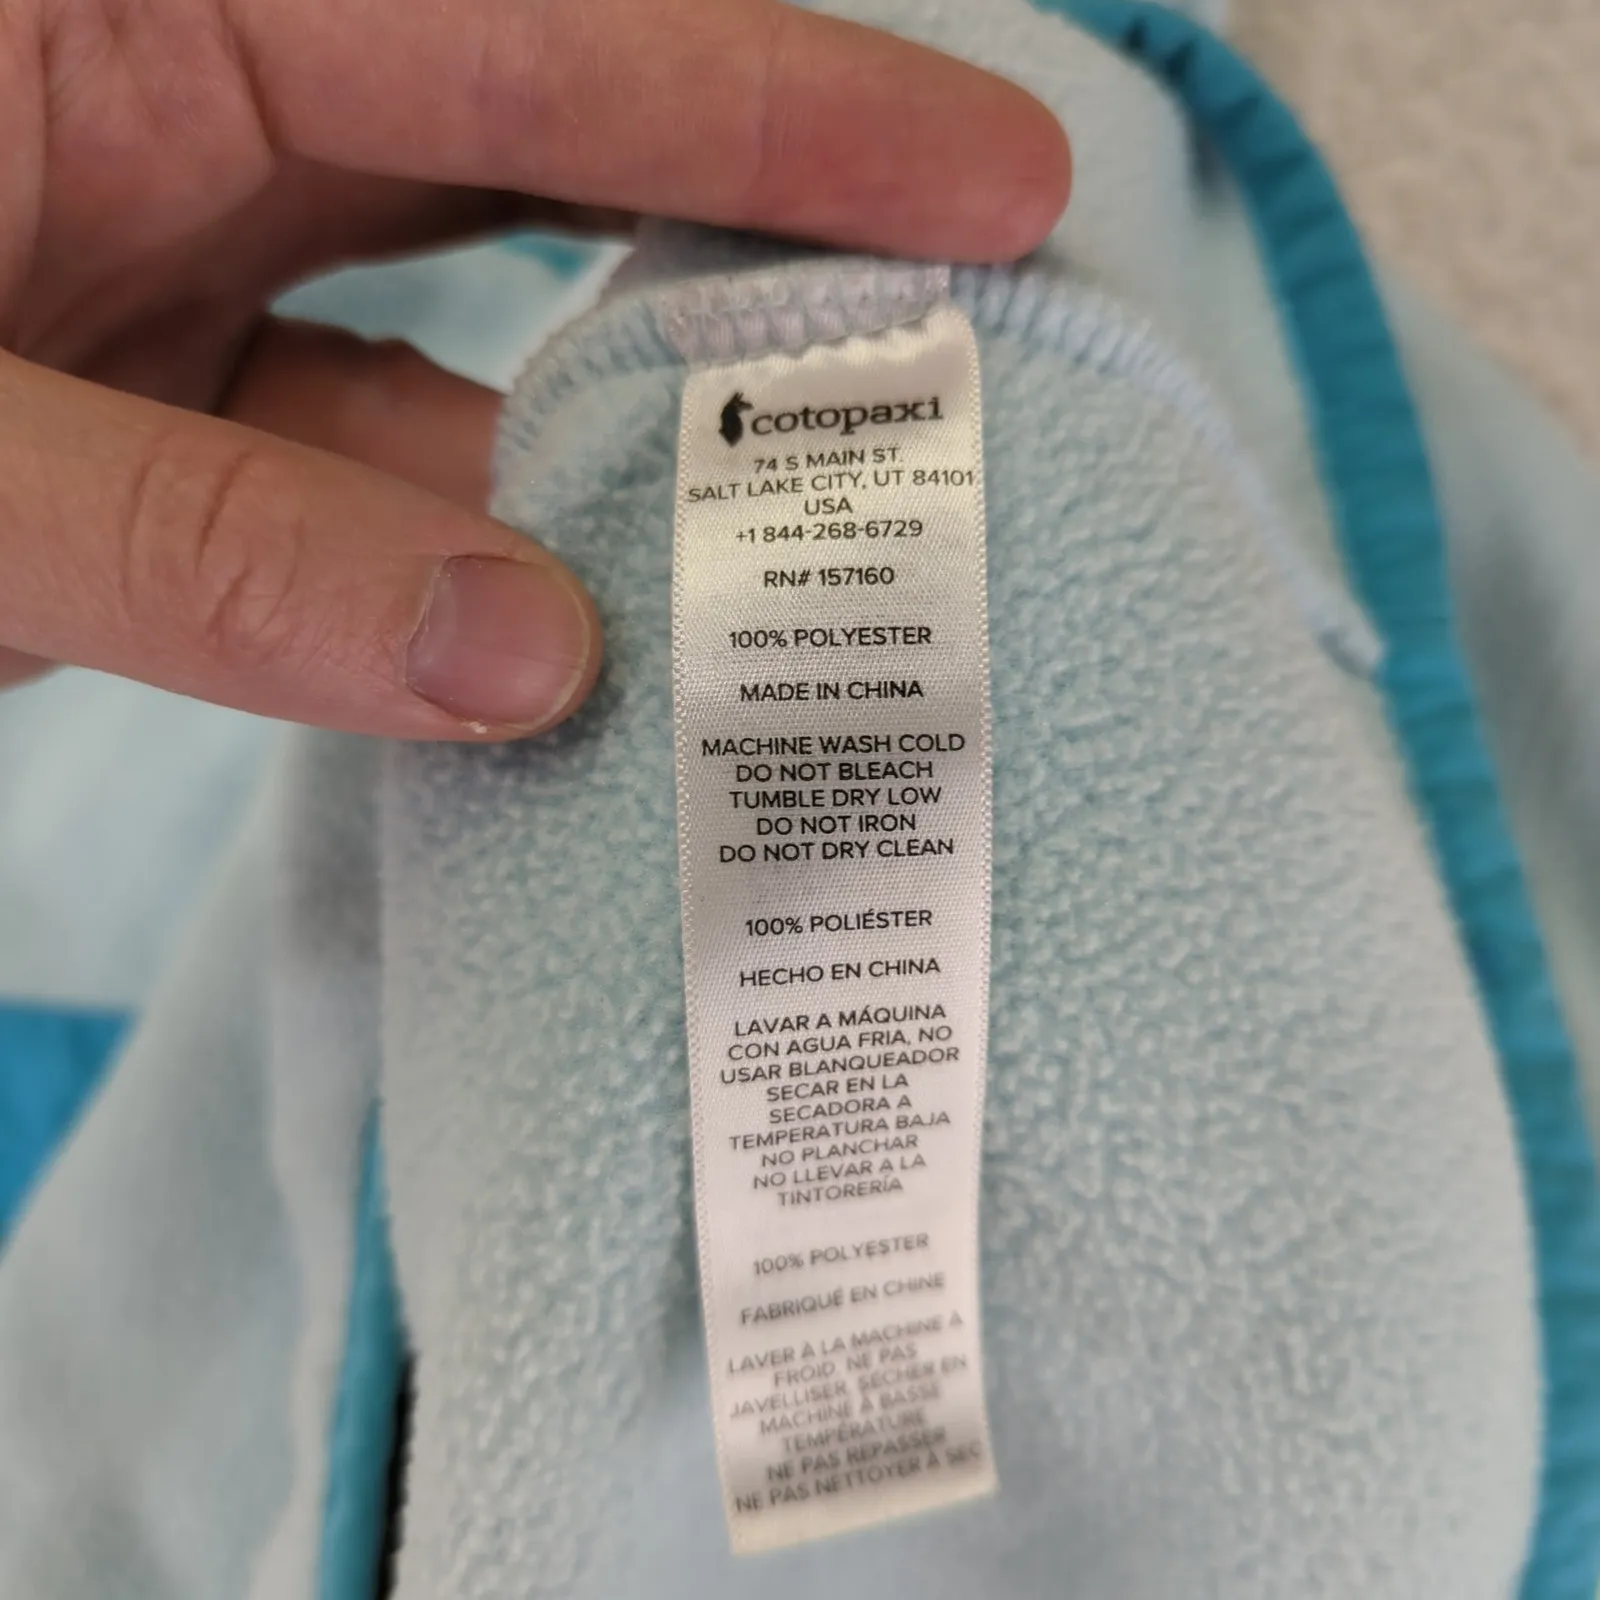 cotopaxi
74 S MAIN ST.
SALT LAKE CITY, UT 84101
USA
+1 844-268-6729
RN# 157160
100% POLYESTER
MADE IN CHINA
MACHINE WASH COLD
DO NOT BLEACH
TUMBLE DRY LOW
DO NOT IRON
DO NOT DRY CLEAN
100% POLIÉSTER
HECHO EN CHINA
LAVAR A MÁQUINA
CON AGUA FRIA, NO
USAR BLANQUEADOR
SECAR EN LA
SECADORA A
TEMPERATURA BAJA
NO PLANCHAR
NO LLEVAR A LA
TINTORERÍA
100% POLYESTER
FABRIQUÉ EN CHINE
LAVER À LA MACHINE À
FROID NE PAS
JAVELLISER SÉCHER EN
MACHINE À BASSE
TEMPÉRATURE
NE PAS REPASSER
NE PAS NETTOYER À SEC